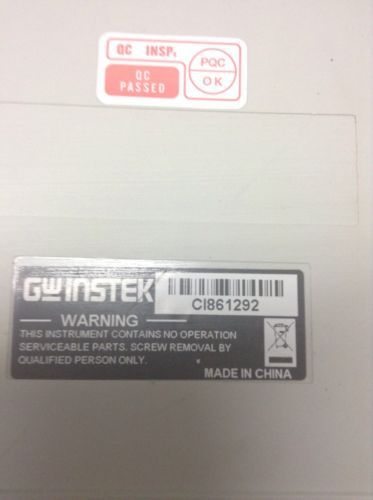 QC INSP.
QC
PASSED
PQC
OK
GWINSTEK
CI861292
WARNING
THIS INSTRUMENT CONTAINS NO OPERATION
SERVICEABLE PARTS. SCREW REMOVAL BY
QUALIFIED PERSON ONLY.
MADE IN CHINA